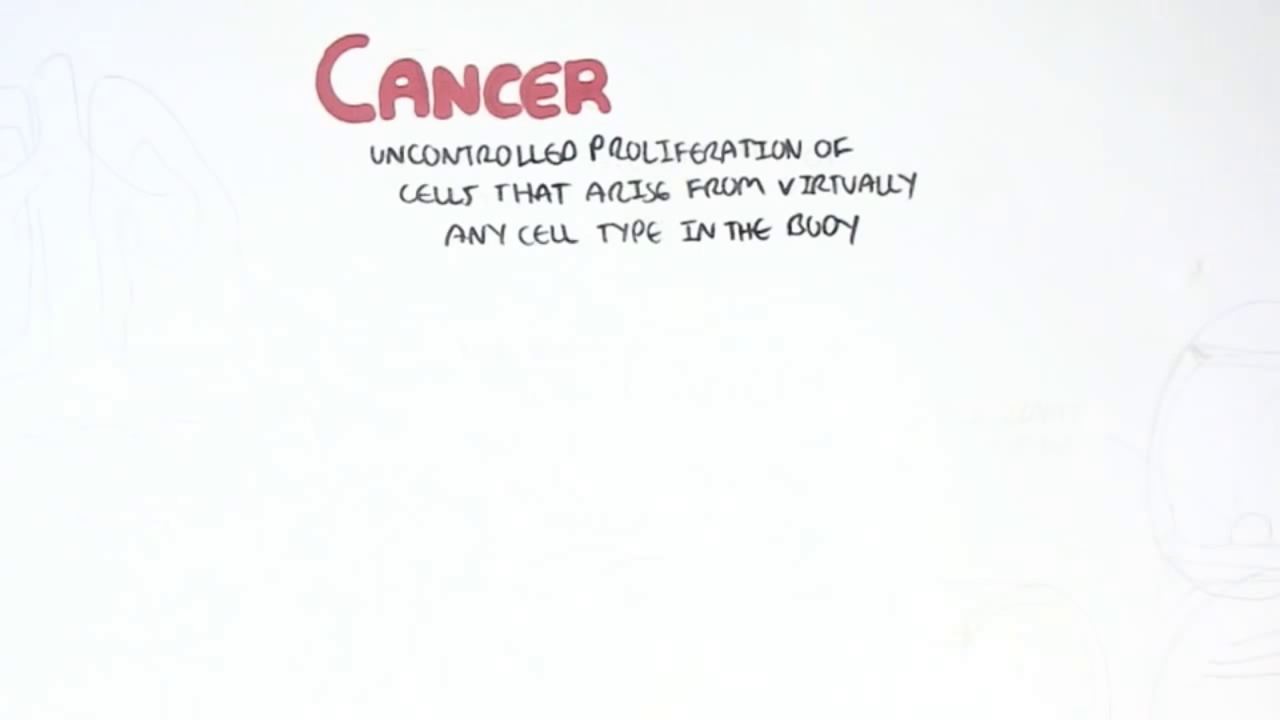 CANCER
UNCONTROLLED PROLIFERATION OF
CELLS THAT ARISE FROM VIRTUALLY
ANY CELL TYPE IN THE BODY